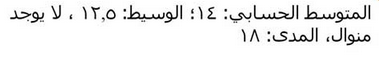 المتوسط الحسابي: ١٤؛ الوسيط: ١٢,٥ ، لا يوجد
منوال، المدى: ١٨